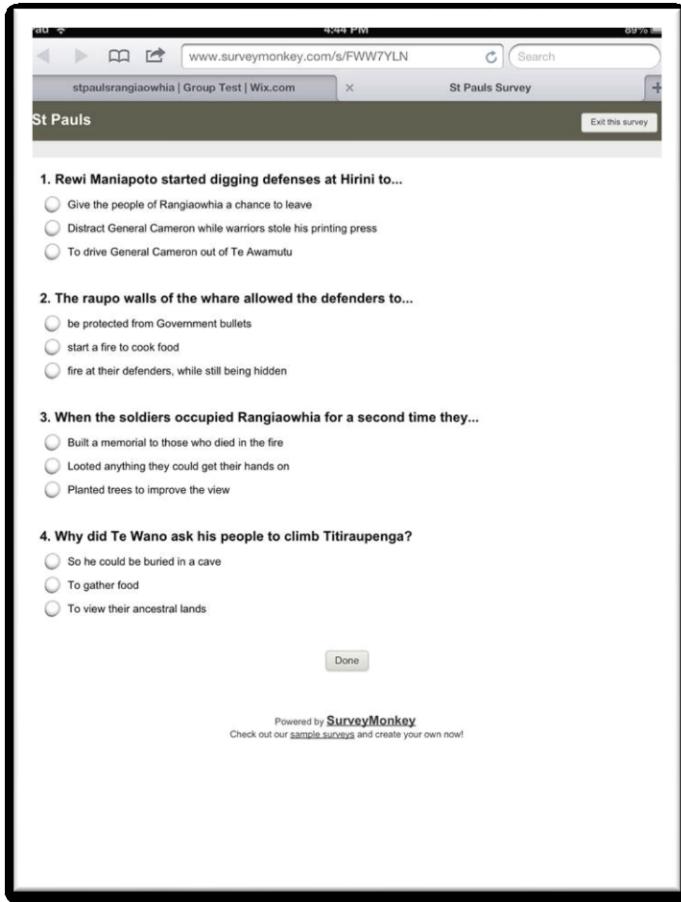 4:44 PM
89%
www.surveymonkey.com/s/FWW7YLN
Search
stpaulsrangiaowhia | Group Test | Wix.com
St Pauls Survey
St Pauls
Exit this survey
1. Rewi Maniapoto started digging defenses at Hirini to...
Give the people of Rangiaowhia a chance to leave
Distract General Cameron while warriors stole his printing press
To drive General Cameron out of Te Awamutu
2. The raupo walls of the whare allowed the defenders to...
be protected from Government bullets
start a fire to cook food
fire at their defenders, while still being hidden
3. When the soldiers occupied Rangiaowhia for a second time they...
Built a memorial to those who died in the fire
Looted anything they could get their hands on
Planted trees to improve the view
4. Why did Te Wano ask his people to climb Titiraupenga?
So he could be buried in a cave
To gather food
To view their ancestral lands
Done
Powered by SurveyMonkey
Check out our sample surveys and create your own now!